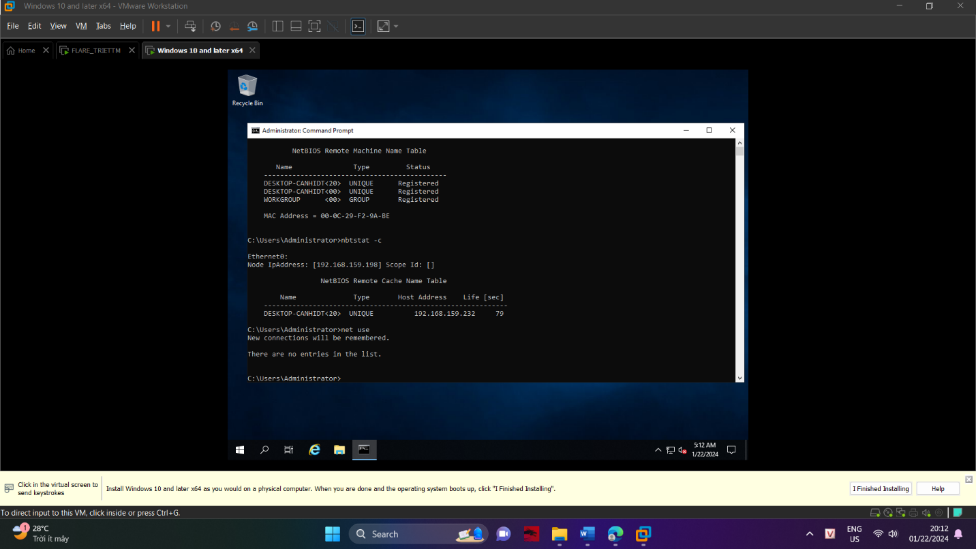 Windows 10 and later x64 - VMware Workstation
File Edit View VM Tabs Help
Home FLARE_TRIETTM Windows 10 and later x64
Recycle Bin
Administrator: Command Prompt
NetBIOS Remote Machine Name Table
Name Type Status
---------------------------------------------
DESKTOP-CANHIDT<20> UNIQUE Registered
DESKTOP-CANHIDT<00> UNIQUE Registered
WORKGROUP <00> GROUP Registered
MAC Address = 00-0C-29-F2-9A-BE
C:\Users\Administrator>nbtstat -c
Ethernet0:
Node IpAddress: [192.168.159.198] Scope Id: []
NetBIOS Remote Cache Name Table
Name Type Host Address Life [sec]
------------------------------------------------------------
DESKTOP-CANHIDT<20> UNIQUE 192.168.159.232 79
C:\Users\Administrator>net use
New connections will be remembered.
There are no entries in the list.
C:\Users\Administrator>
5:12 AM
1/22/2024
Click in the virtual screen to
send keystrokes
Install Windows 10 and later x64 as you would on a physical computer. When you are done and the operating system boots up, click "I Finished Installing".
I Finished Installing
Help
To direct input to this VM, click inside or press Ctrl+G.
1
28°C
Trời ít mây
Search
V
ENG
US
20:12
01/22/2024